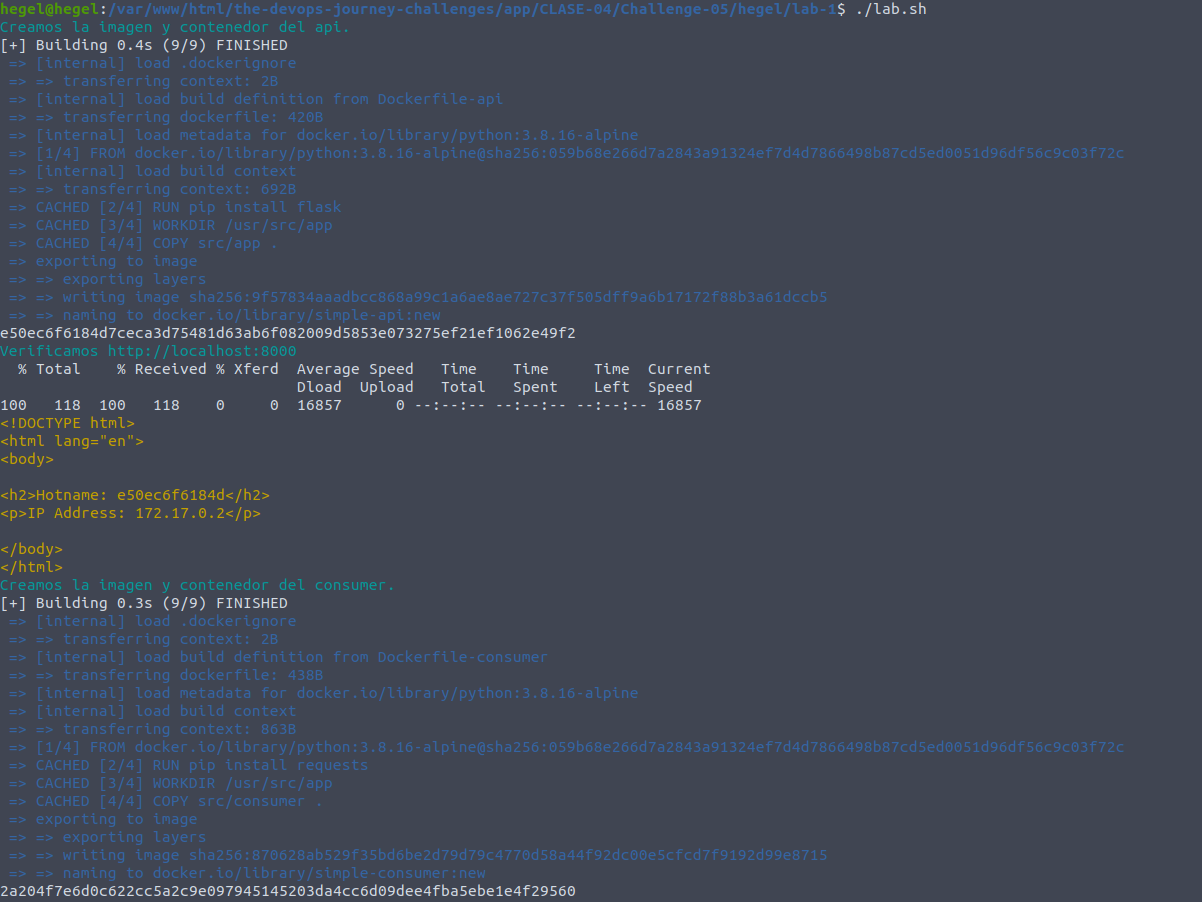 hegel@hegel:/var/www/html/the-devops-journey-challenges/app/CLASE-04/Challenge-05/hegel/lab-1$ ./lab.sh
Creamos la imagen y contenedor del api.
[+] Building 0.4s (9/9) FINISHED
 => [internal] load .dockerignore
 => => transferring context: 2B
 => [internal] load build definition from Dockerfile-api
 => => transferring dockerfile: 420B
 => [internal] load metadata for docker.io/library/python:3.8.16-alpine
 => [1/4] FROM docker.io/library/python:3.8.16-alpine@sha256:059b68e266d7a2843a91324ef7d4d7866498b87cd5ed0051d96df56c9c03f72c
 => [internal] load build context
 => => transferring context: 692B
 => CACHED [2/4] RUN pip install flask
 => CACHED [3/4] WORKDIR /usr/src/app
 => CACHED [4/4] COPY src/app .
 => exporting to image
 => => exporting layers
 => => writing image sha256:9f57834aaadbcc868a99c1a6ae8ae727c37f505dff9a6b17172f88b3a61dccb5
 => => naming to docker.io/library/simple-api:new
e50ec6f6184d7ceca3d75481d63ab6f082009d5853e073275ef21ef1062e49f2
Verificamos http://localhost:8000
  % Total    % Received % Xferd  Average Speed   Time    Time     Time  Current
                                 Dload  Upload   Total   Spent    Left  Speed
100   118  100   118    0     0  16857      0 --:--:-- --:--:-- --:--:-- 16857
<!DOCTYPE html>
<html lang="en">
<body>
<h2>Hotname: e50ec6f6184d</h2>
<p>IP Address: 172.17.0.2</p>
</body>
</html>
Creamos la imagen y contenedor del consumer.
[+] Building 0.3s (9/9) FINISHED
 => [internal] load .dockerignore
 => => transferring context: 2B
 => [internal] load build definition from Dockerfile-consumer
 => => transferring dockerfile: 438B
 => [internal] load metadata for docker.io/library/python:3.8.16-alpine
 => [internal] load build context
 => => transferring context: 863B
 => [1/4] FROM docker.io/library/python:3.8.16-alpine@sha256:059b68e266d7a2843a91324ef7d4d7866498b87cd5ed0051d96df56c9c03f72c
 => CACHED [2/4] RUN pip install requests
 => CACHED [3/4] WORKDIR /usr/src/app
 => CACHED [4/4] COPY src/consumer .
 => exporting to image
 => => exporting layers
 => => writing image sha256:870628ab529f35bd6be2d79d79c4770d58a44f92dc00e5cfcd7f9192d99e8715
 => => naming to docker.io/library/simple-consumer:new
2a204f7e6d0c622cc5a2c9e097945145203da4cc6d09dee4fba5ebe1e4f29560